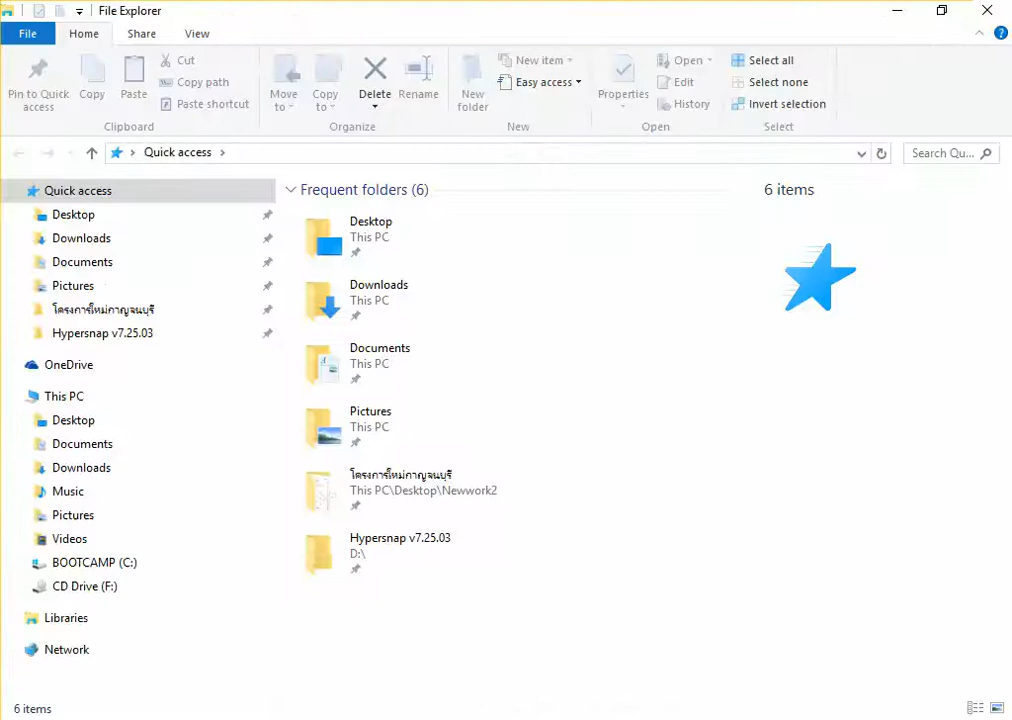 File Explorer
File Home Share View
Pin to Quick access
Copy
Paste
Cut
Copy path
Paste shortcut
Clipboard
Move to
Copy to
Delete
Rename
Organize
New folder
New item
Easy access
New
Properties
Open
Edit
History
Open
Select all
Select none
Invert selection
Select
Quick access
Search Qu...
Quick access
Desktop
Downloads
Documents
Pictures
โครงการใหม่กาญจนบุรี
Hypersnap v7.25.03
OneDrive
This PC
Desktop
Documents
Downloads
Music
Pictures
Videos
BOOTCAMP (C:)
CD Drive (F:)
Libraries
Network
Frequent folders (6)
Desktop
This PC
Downloads
This PC
Documents
This PC
Pictures
This PC
โครงการใหม่กาญจนบุรี
This PC\Desktop\Newwork2
Hypersnap v7.25.03
D:\
6 items
6 items